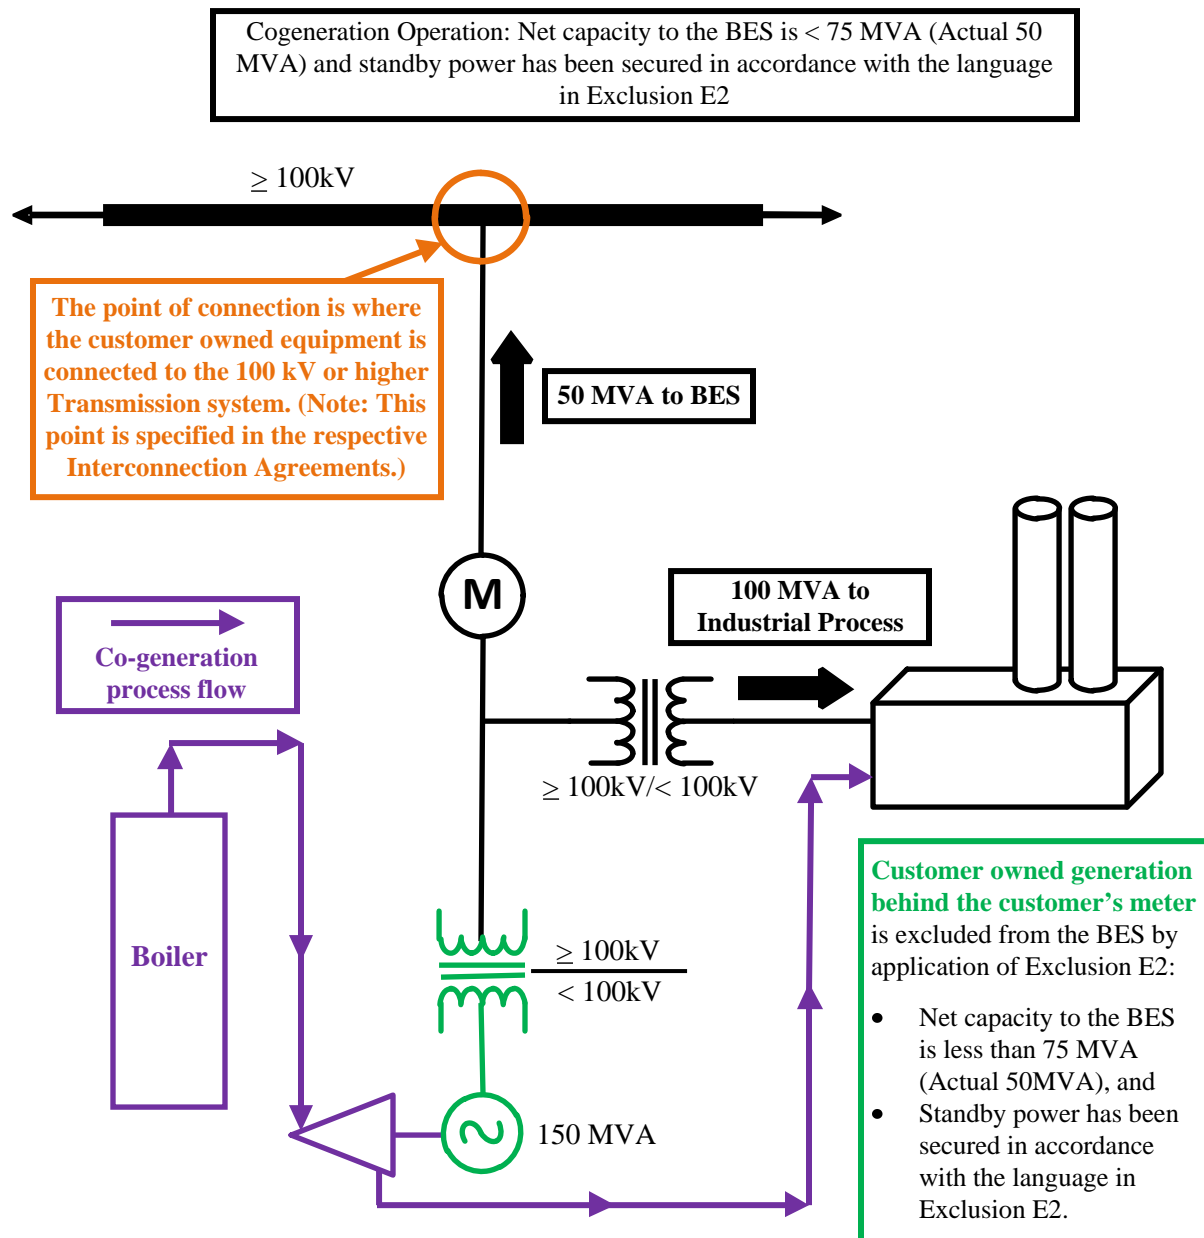 Cogeneration Operation: Net capacity to the BES is < 75 MVA (Actual 50
MVA) and standby power has been secured in accordance with the language
in Exclusion E2
≥ 100kV
The point of connection is where
the customer owned equipment is
connected to the 100 kV or higher
Transmission system. (Note: This
point is specified in the respective
Interconnection Agreements.)
50 MVA to BES
M
100 MVA to
Industrial Process
Co-generation
process flow
≥ 100kV/< 100kV
Boiler
≥ 100kV
< 100kV
150 MVA
Customer owned generation
behind the customer’s meter
is excluded from the BES by
application of Exclusion E2:
• Net capacity to the BES
is less than 75 MVA
(Actual 50MVA), and
• Standby power has been
secured in accordance
with the language in
Exclusion E2.